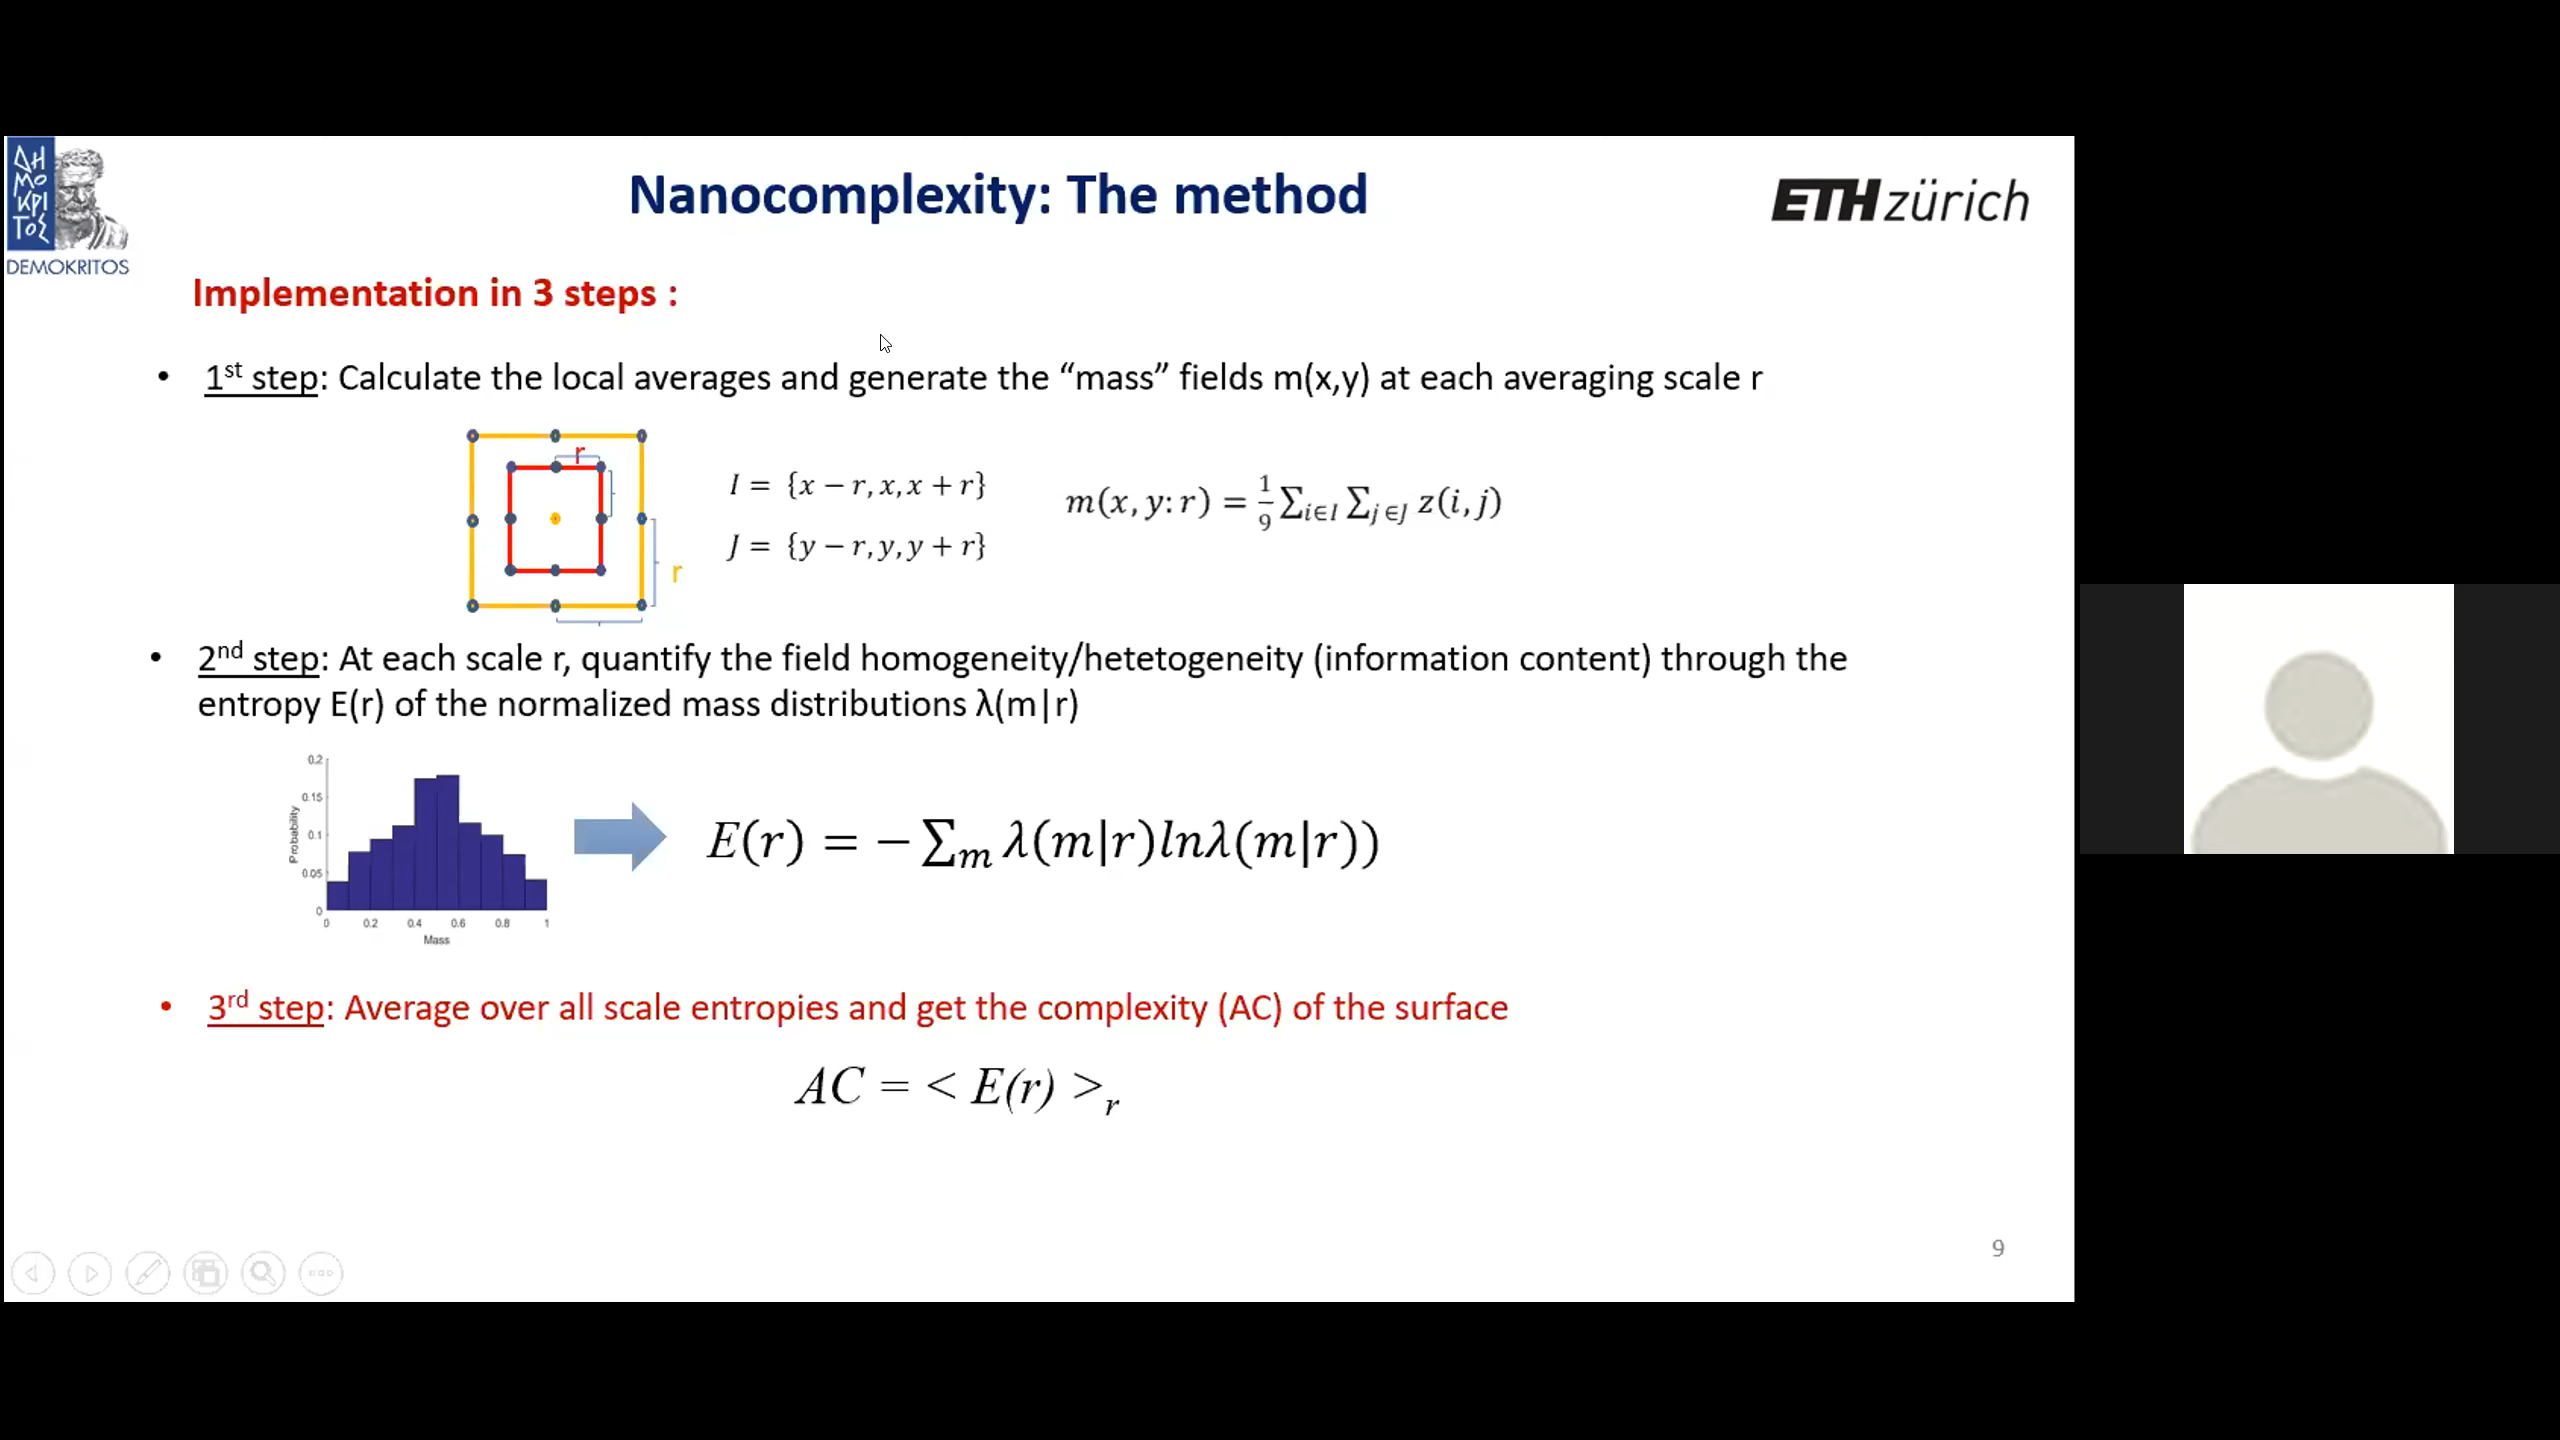 ΔΗ
ΜΟ
ΚΡΙ
ΤΟΣ
DEMOKRITOS
Nanocomplexity: The method
ETH zürich
Implementation in 3 steps :
• 1st step: Calculate the local averages and generate the “mass” fields m(x,y) at each averaging scale r
r
r
I = {x − r, x, x + r}
J = {y − r, y, y + r}
m(x, y: r) = 1/9 ∑i∈I ∑j∈J z(i, j)
• 2nd step: At each scale r, quantify the field homogeneity/hetetogeneity (information content) through the
entropy E(r) of the normalized mass distributions λ(m|r)
0.2
0.15
0.1
0.05
0
Probability
0 0.2 0.4 0.6 0.8 1
Mass
E(r) = − ∑m λ(m|r)lnλ(m|r))
• 3rd step: Average over all scale entropies and get the complexity (AC) of the surface
AC = < E(r) >r
9